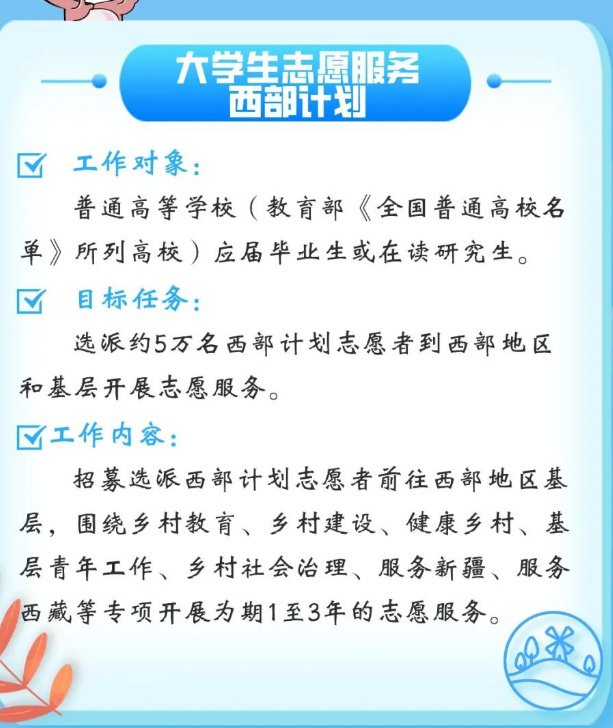 大学生志愿服务
西部计划
工作对象：
普通高等学校（教育部《全国普通高校名
单》所列高校）应届毕业生或在读研究生。
目标任务：
选派约5万名西部计划志愿者到西部地区
和基层开展志愿服务。
工作内容：
招募选派西部计划志愿者前往西部地区基
层，围绕乡村教育、乡村建设、健康乡村、基
层青年工作、乡村社会治理、服务新疆、服务
西藏等专项开展为期1至3年的志愿服务。